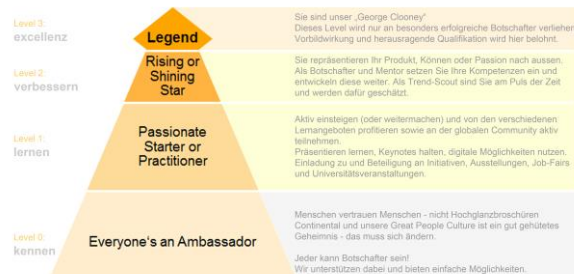 Level 3:
excellenz
Legend
Sie sind unser „George Clooney"
Dieses Level wird nur an besonders erfolgreiche Botschafter verliehen
Vorbildwirkung und herausragende Qualifikation wird hier belohnt.
Level 2:
verbessern
Rising or
Shining
Star
Sie repräsentieren Ihr Produkt, Können oder Passion nach aussen.
Als Botschafter und Mentor setzen Sie Ihre Kompetenzen ein und
entwickeln diese weiter. Als Trend-Scout sind Sie am Puls der Zeit
und werden dafür geschätzt.
Level 1:
lernen
Passionate
Starter or
Practitioner
Aktiv einsteigen (oder weitermachen) und von den verschiedenen
Lernangeboten profitieren sowie an der globalen Community aktiv
teilnehmen.
Präsentieren lernen, Keynotes halten, digitale Möglichkeiten nutzen.
Einladung zu und Beteiligung an Initiativen, Ausstellungen, Job-Fairs
und Universitätsveranstaltungen.
Level 0:
kennen
Everyone's an Ambassador
Menschen vertrauen Menschen - nicht Hochglanzbroschüren
Continental und unsere Great People Culture ist ein gut gehütetes
Geheimnis - das muss sich ändern.
Jeder kann Botschafter sein!
Wir unterstützen dabei und bieten einfache Möglichkeiten.